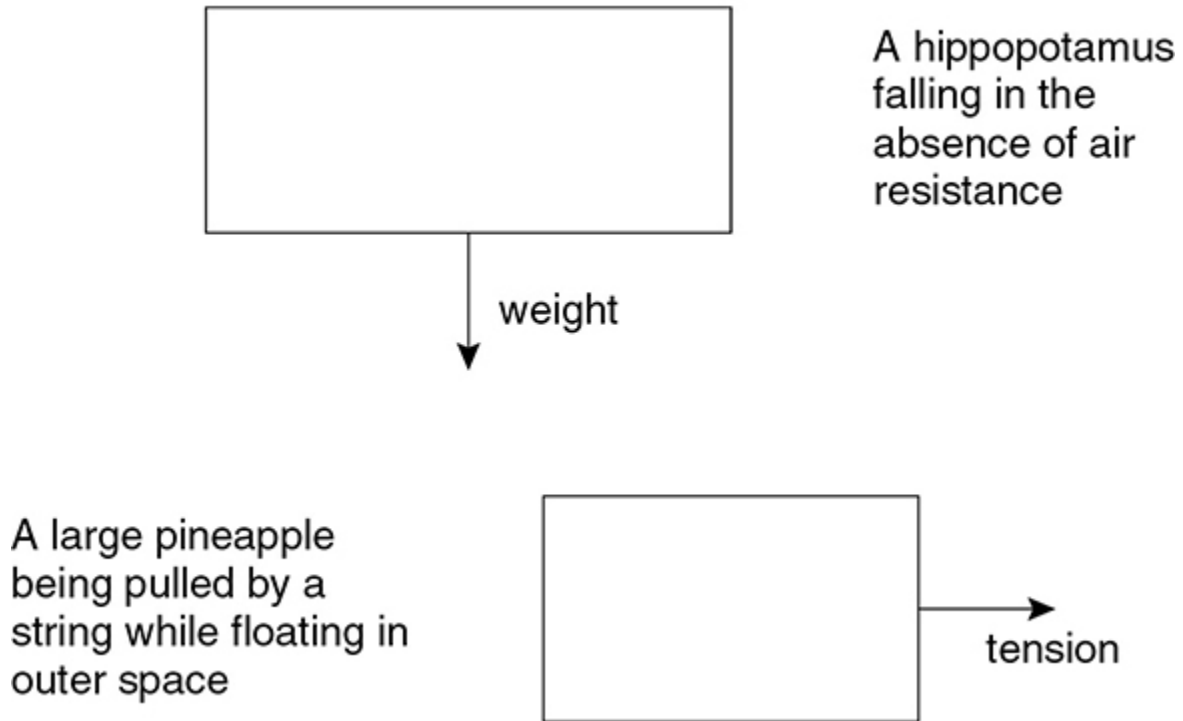 A hippopotamus
falling in the
absence of air
resistance
weight
A large pineapple
being pulled by a
string while floating in
outer space
tension